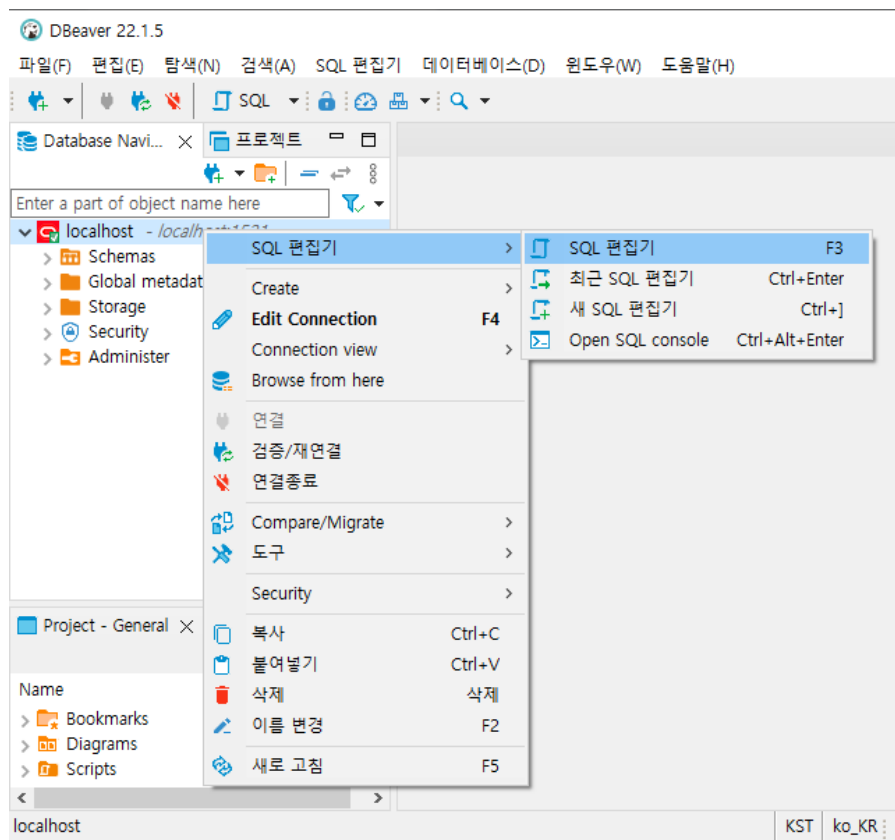 DBeaver 22.1.5
파일(F) 편집(E) 탐색(N) 검색(A) SQL 편집기 데이터베이스(D) 윈도우(W) 도움말(H)
SQL
Database Navi... 프로젝트
Enter a part of object name here
localhost - localhost:1521
Schemas
Global metadat
Storage
Security
Administer
SQL 편집기
Create
Edit Connection F4
Connection view
Browse from here
연결
검증/재연결
연결종료
Compare/Migrate
도구
Security
복사 Ctrl+C
붙여넣기 Ctrl+V
삭제 삭제
이름 변경 F2
새로 고침 F5
SQL 편집기 F3
최근 SQL 편집기 Ctrl+Enter
새 SQL 편집기 Ctrl+]
Open SQL console Ctrl+Alt+Enter
Project - General
Name
Bookmarks
Diagrams
Scripts
localhost KST ko_KR